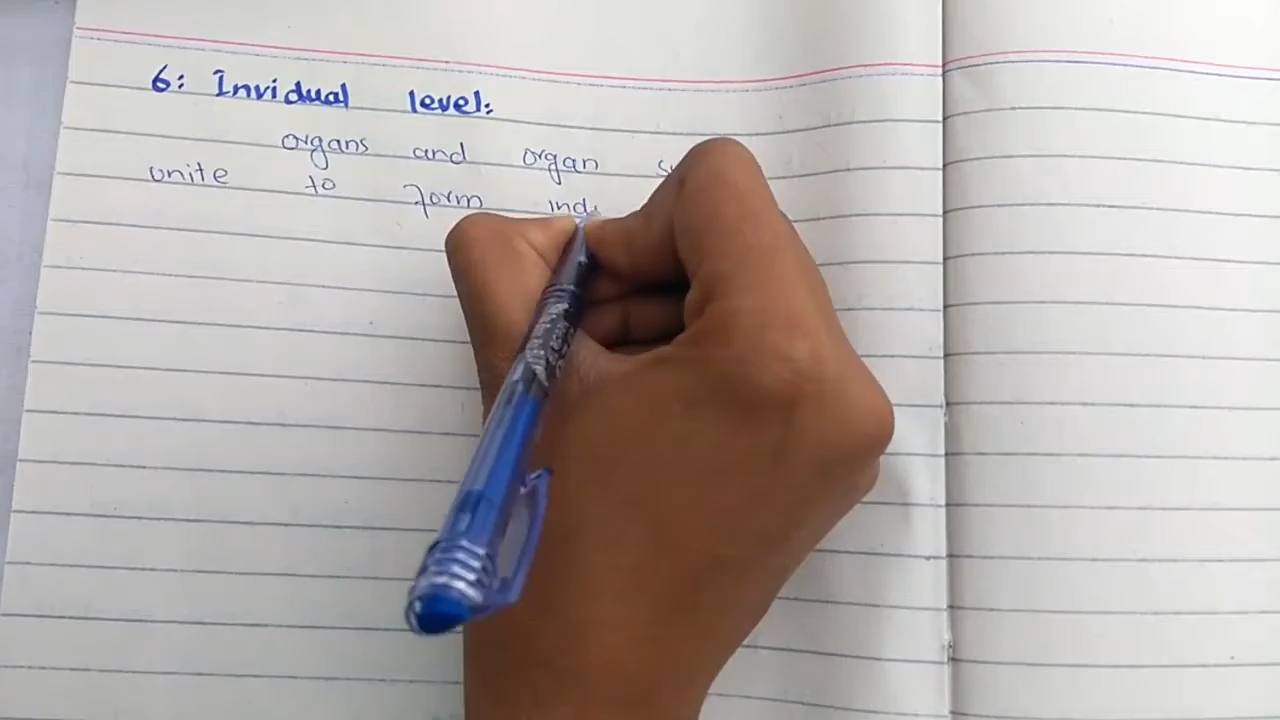 6: Invidual level:
organs and organ
unite to form